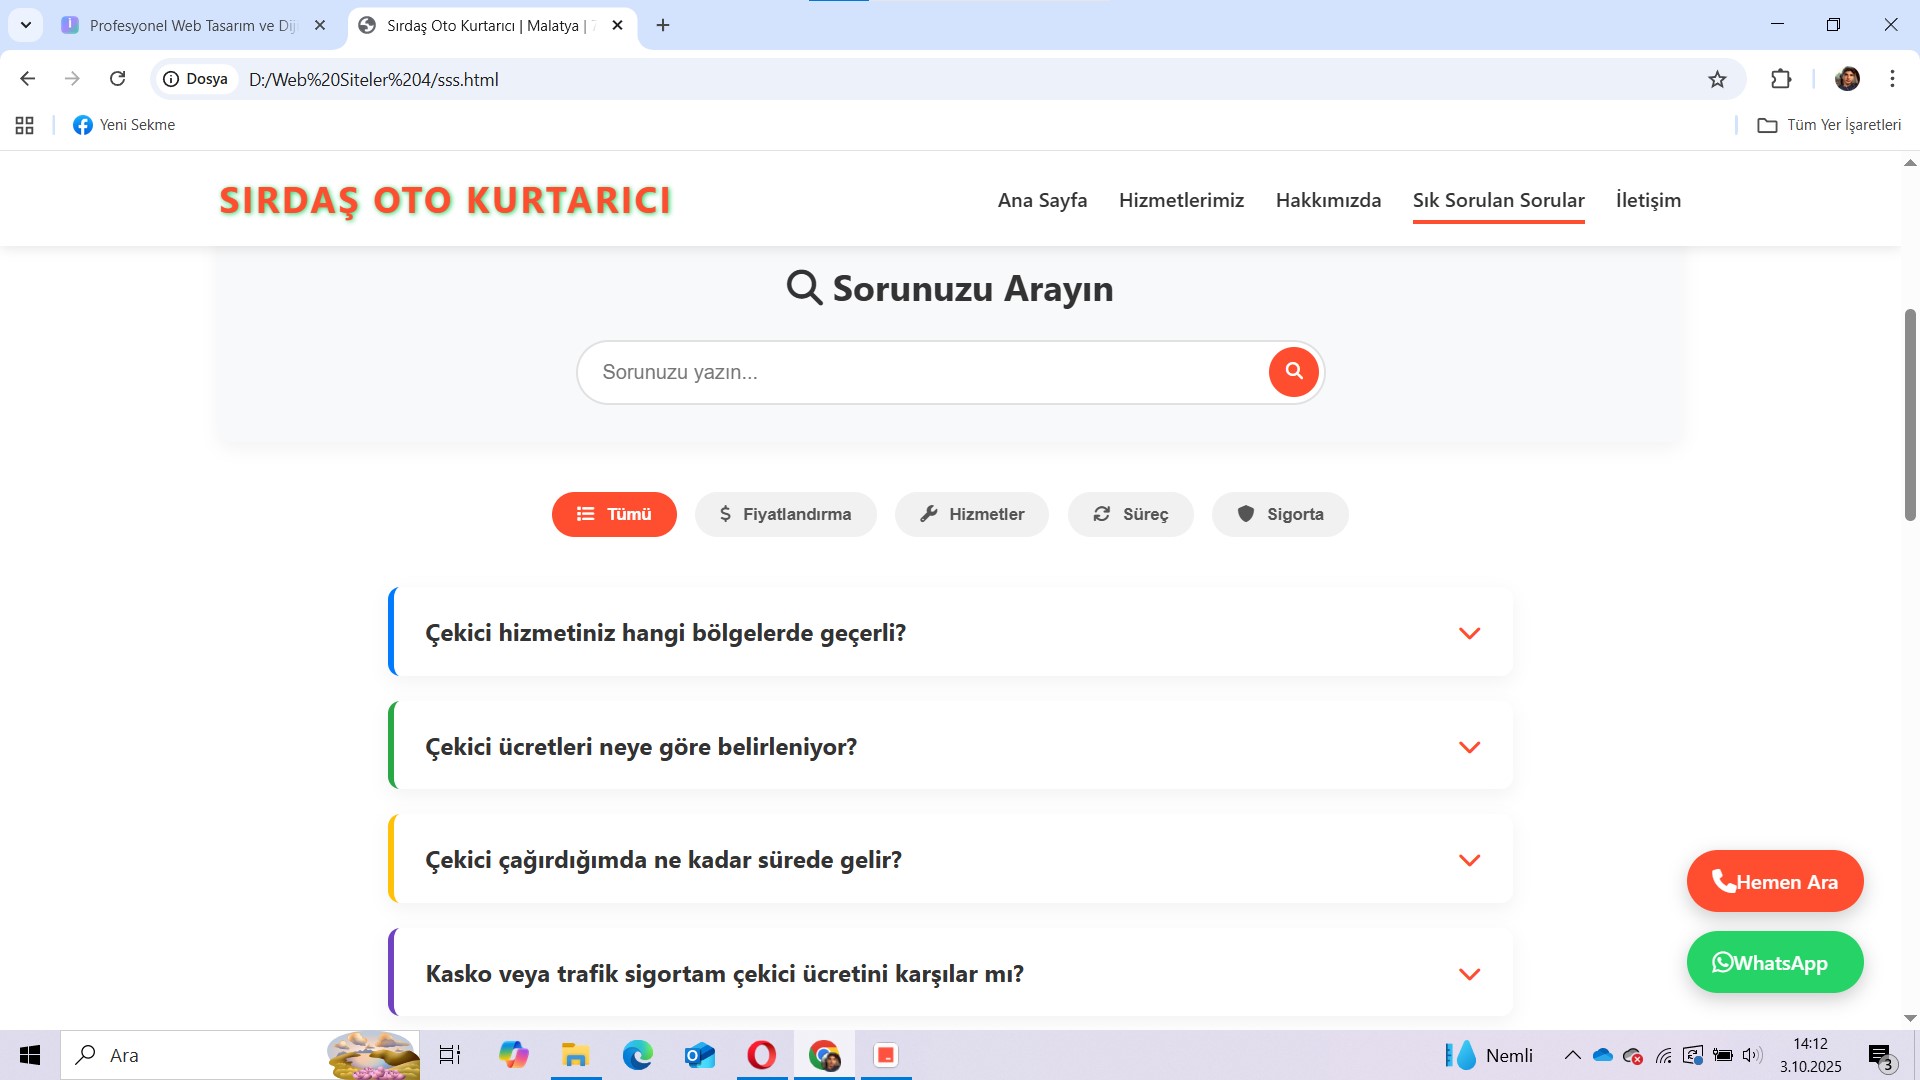 Profesyonel Web Tasarım ve Dij
Sırdaş Oto Kurtarıcı | Malatya | 7
Dosya
D:/Web%20Siteler%204/sss.html
Yeni Sekme
Tüm Yer İşaretleri
SIRDAŞ OTO KURTARICI
Ana Sayfa
Hizmetlerimiz
Hakkımızda
Sık Sorulan Sorular
İletişim
Sorunuzu Arayın
Sorunuzu yazın...
Tümü
Fiyatlandırma
Hizmetler
Süreç
Sigorta
Çekici hizmetiniz hangi bölgelerde geçerli?
Çekici ücretleri neye göre belirleniyor?
Çekici çağırdığımda ne kadar sürede gelir?
Kasko veya trafik sigortam çekici ücretini karşılar mı?
Hemen Ara
WhatsApp
Ara
Nemli
14:12
3.10.2025
3